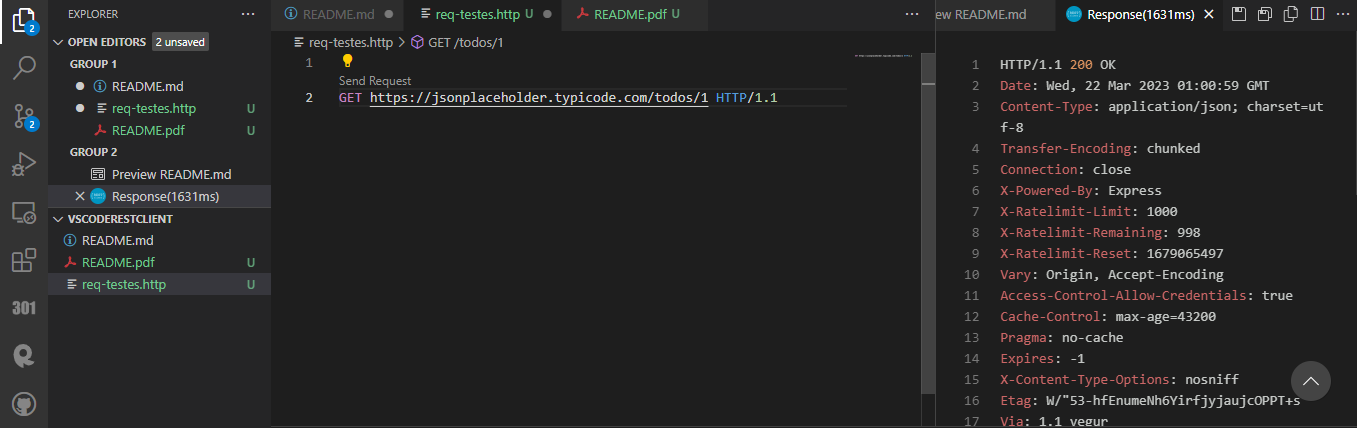 EXPLORER ···
OPEN EDITORS 2 unsaved
GROUP 1
README.md
req-testes.http U
README.pdf U
GROUP 2
Preview README.md
Response(1631ms)
VSCODERESTCLIENT
README.md
README.pdf U
req-testes.http U
2
2
301
README.md
req-testes.http U
README.pdf U
···
req-testes.http > GET /todos/1
1
Send Request
2 GET https://jsonplaceholder.typicode.com/todos/1 HTTP/1.1
ew README.md
Response(1631ms)
···
1 HTTP/1.1 200 OK
2 Date: Wed, 22 Mar 2023 01:00:59 GMT
3 Content-Type: application/json; charset=ut
f-8
4 Transfer-Encoding: chunked
5 Connection: close
6 X-Powered-By: Express
7 X-Ratelimit-Limit: 1000
8 X-Ratelimit-Remaining: 998
9 X-Ratelimit-Reset: 1679065497
10 Vary: Origin, Accept-Encoding
11 Access-Control-Allow-Credentials: true
12 Cache-Control: max-age=43200
13 Pragma: no-cache
14 Expires: -1
15 X-Content-Type-Options: nosniff
16 Etag: W/"53-hfEnumeNh6YirfjyjaujcOPPT+s
17 Via: 1.1 vegur